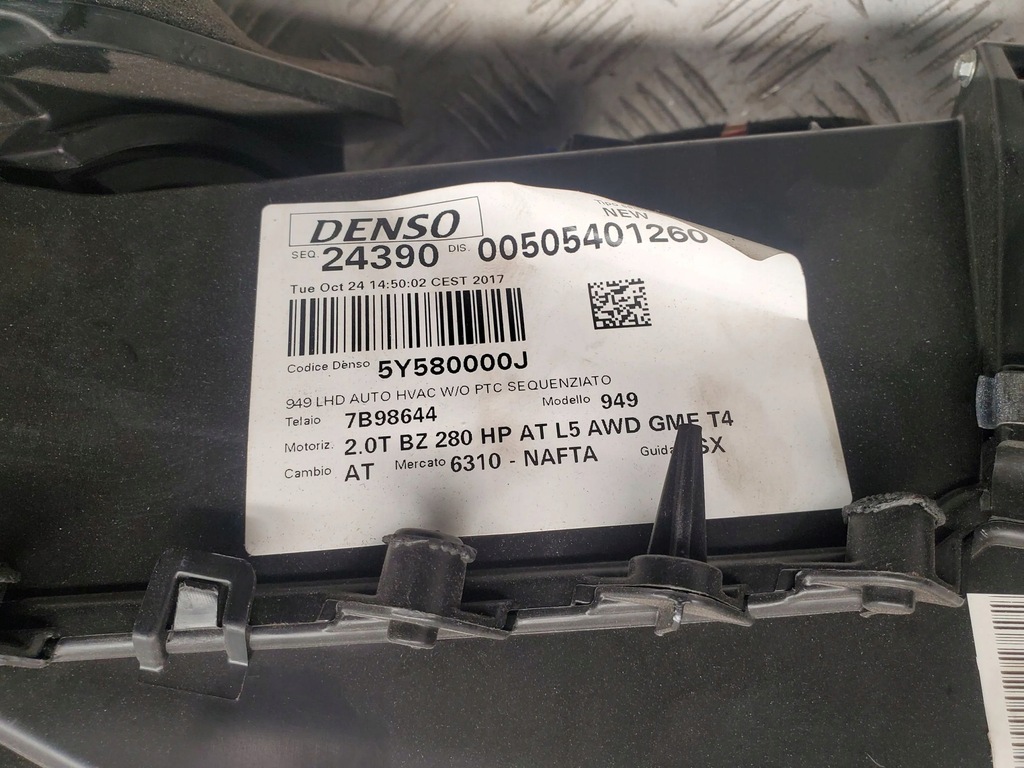 DENSO
NEW
SEQ. 24390 DIS. 00505401260
Tue Oct 24 14:50:02 CEST 2017
Codice Denso 5Y580000J
949 LHD AUTO HVAC W/O PTC SEQUENZIATO
Telaio 7B98644 Modello 949
Motoriz. 2.0T BZ 280 HP AT L5 AWD GME T4
Cambio AT Mercato 6310 - NAFTA Guida SX